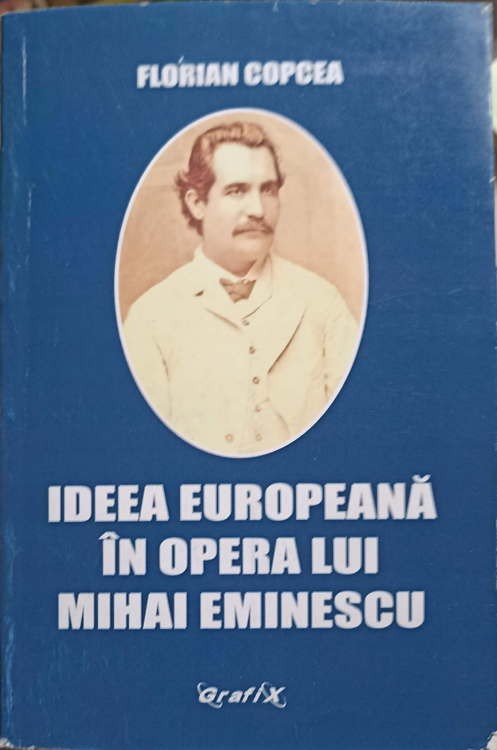 FLORIAN COPCEA
IDEEA EUROPEANĂ
ÎN OPERA LUI
MIHAI EMINESCU
GrafiX